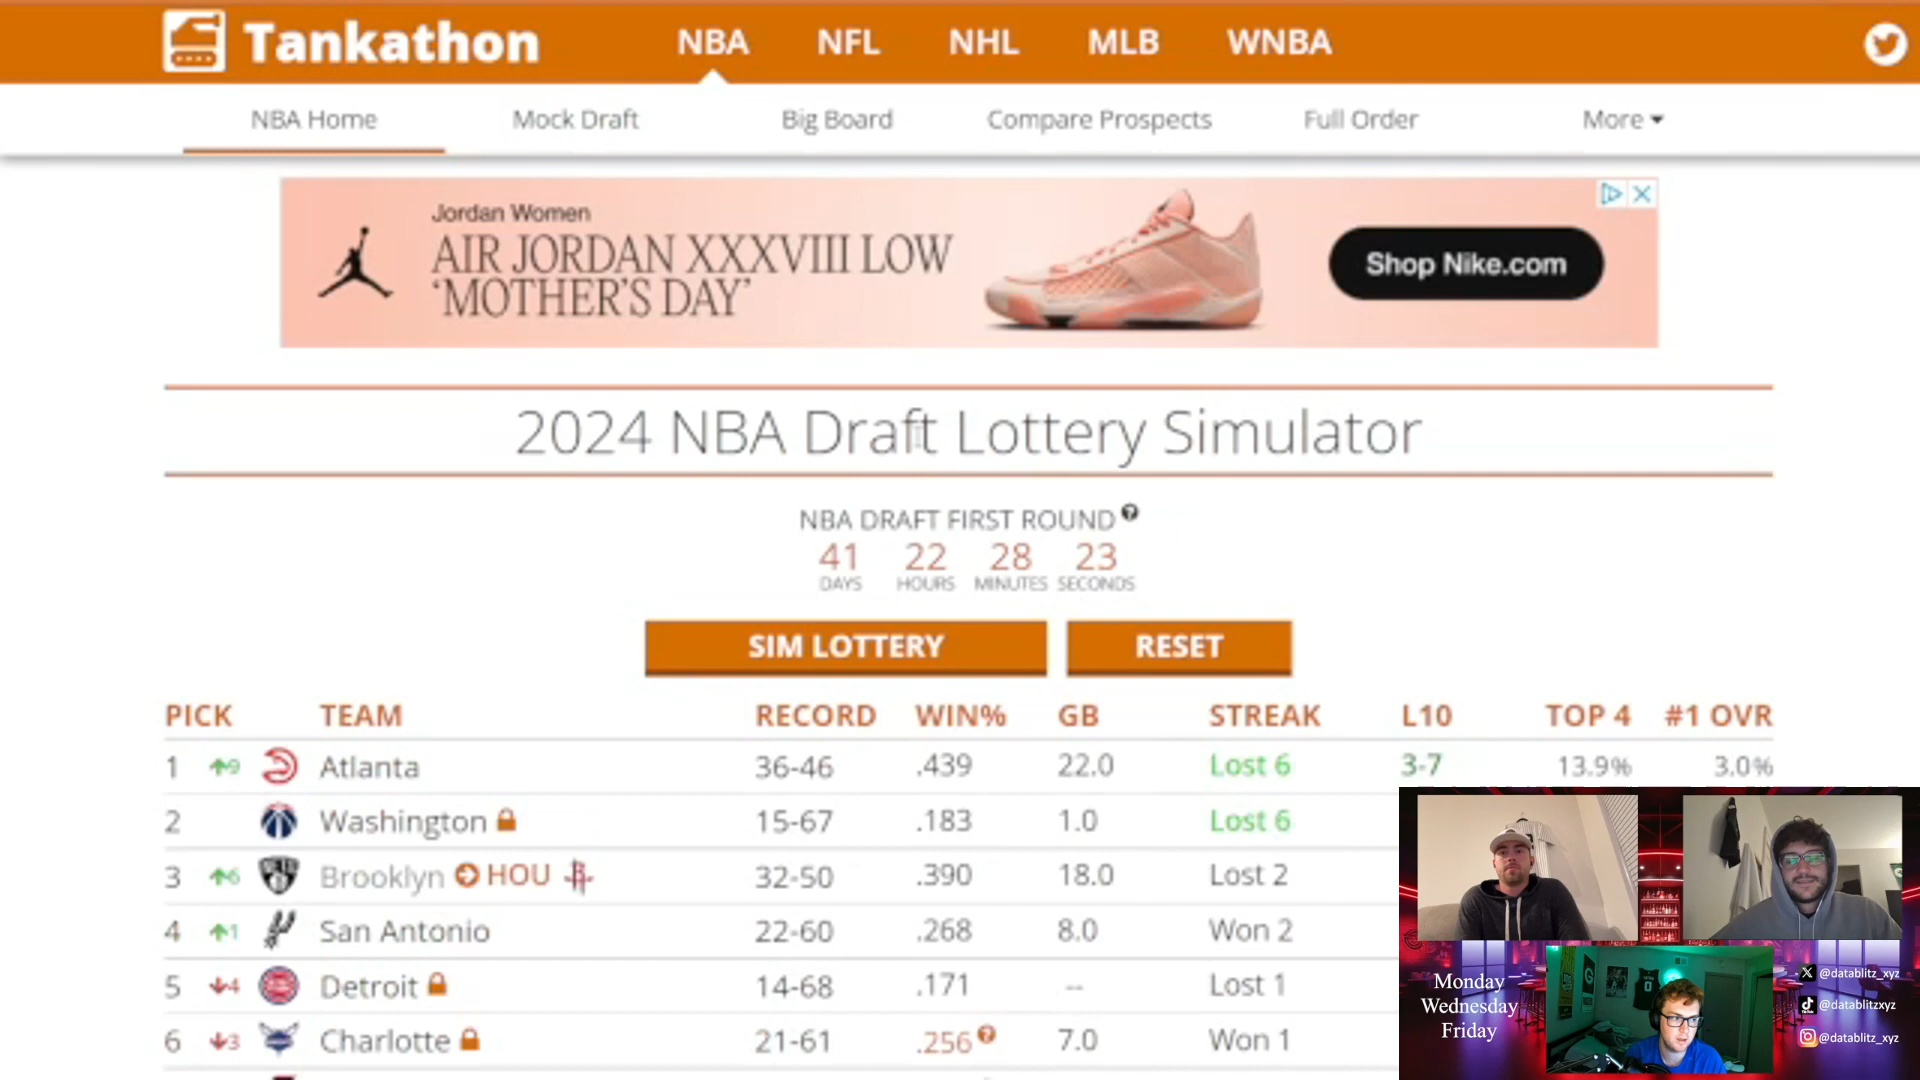 Tankathon
NBA NFL NHL MLB WNBA
NBA Home Mock Draft Big Board Compare Prospects Full Order More
Jordan Women
AIR JORDAN XXXVIII LOW
'MOTHER'S DAY'
Shop Nike.com
2024 NBA Draft Lottery Simulator
NBA DRAFT FIRST ROUND ?
41 22 28 23
DAYS HOURS MINUTES SECONDS
SIM LOTTERY RESET
PICK TEAM RECORD WIN% GB STREAK L10 TOP 4 #1 OVR
1 9 Atlanta 36-46 .439 22.0 Lost 6 3-7 13.9% 3.0%
2 Washington 15-67 .183 1.0 Lost 6
3 6 Brooklyn HOU 32-50 .390 18.0 Lost 2
4 1 San Antonio 22-60 .268 8.0 Won 2
5 4 Detroit 14-68 .171 -- Lost 1
6 3 Charlotte 21-61 .256 ? 7.0 Won 1
Monday
Wednesday
Friday
@datablitz_xyz
@datablitzxyz
@datablitz_xyz